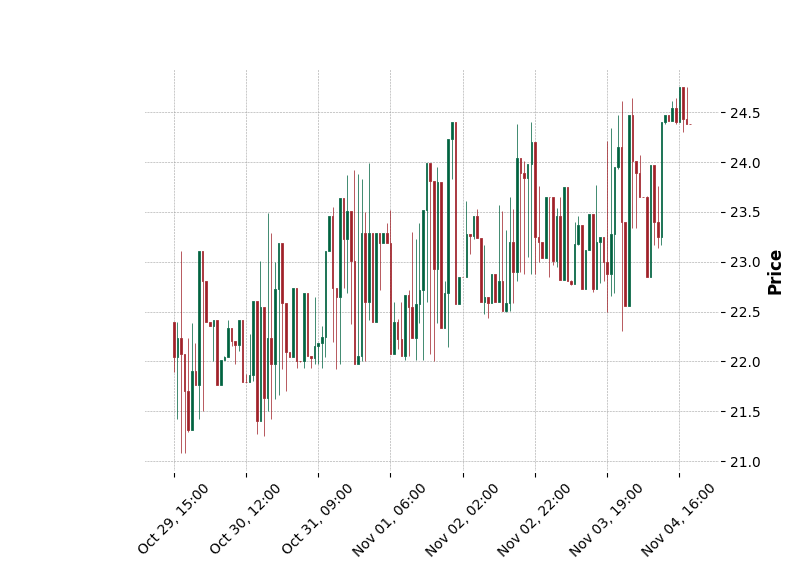 24.5
24.0
23.5
23.0
22.5
22.0
21.5
21.0
Price
Oct 29, 15:00
Oct 30, 12:00
Oct 31, 09:00
Nov 01, 06:00
Nov 02, 02:00
Nov 02, 22:00
Nov 03, 19:00
Nov 04, 16:00